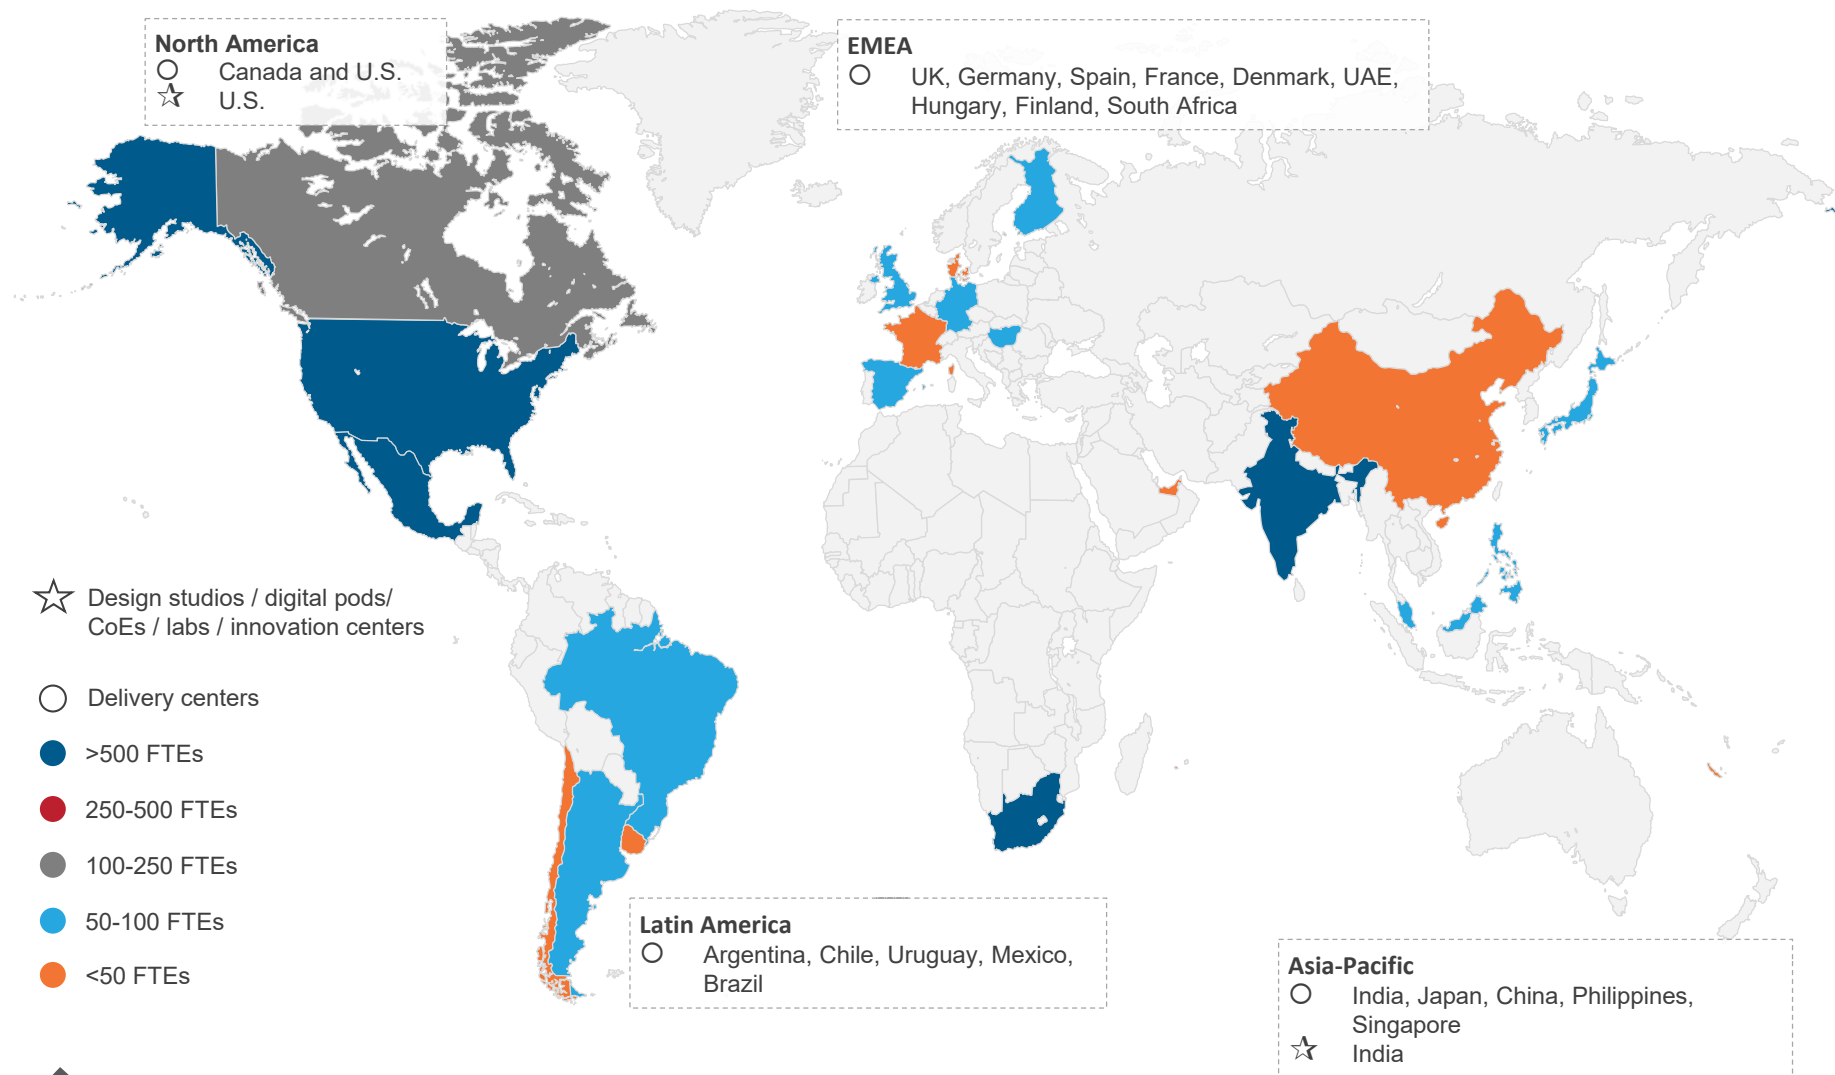 North America
Canada and U.S.
U.S.
EMEA
UK, Germany, Spain, France, Denmark, UAE,
Hungary, Finland, South Africa
Design studios / digital pods/
CoEs / labs / innovation centers
Delivery centers
>500 FTEs
250-500 FTEs
100-250 FTEs
50-100 FTEs
<50 FTEs
Latin America
Argentina, Chile, Uruguay, Mexico,
Brazil
Asia-Pacific
India, Japan, China, Philippines,
Singapore
India